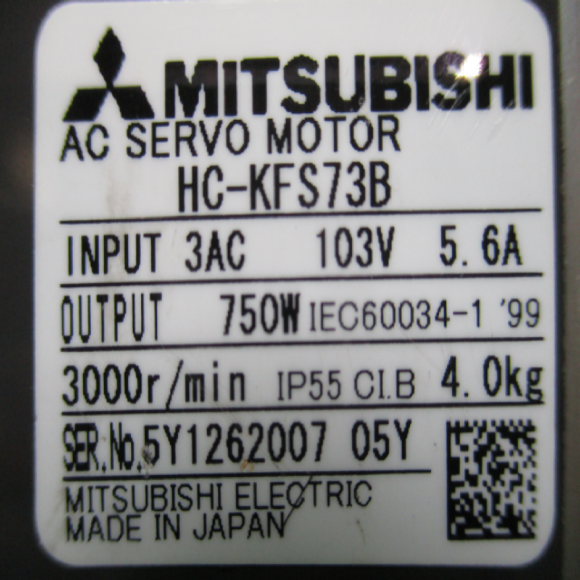 MITSUBISHI
AC SERVO MOTOR
HC-KFS73B
INPUT 3AC 103V 5.6A
OUTPUT 750W IEC60034-1 '99
3000r/min IP55 CI.B 4.0kg
SER.No.5Y1262007 05Y
MITSUBISHI ELECTRIC
MADE IN JAPAN